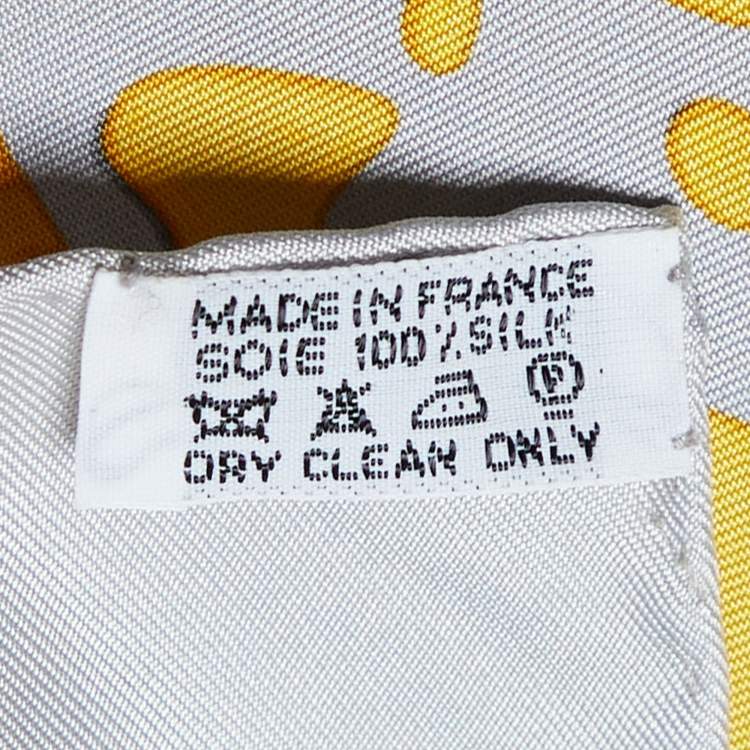 MADE IN FRANCE
SOIE 100% SILK
P
DRY CLEAN ONLY